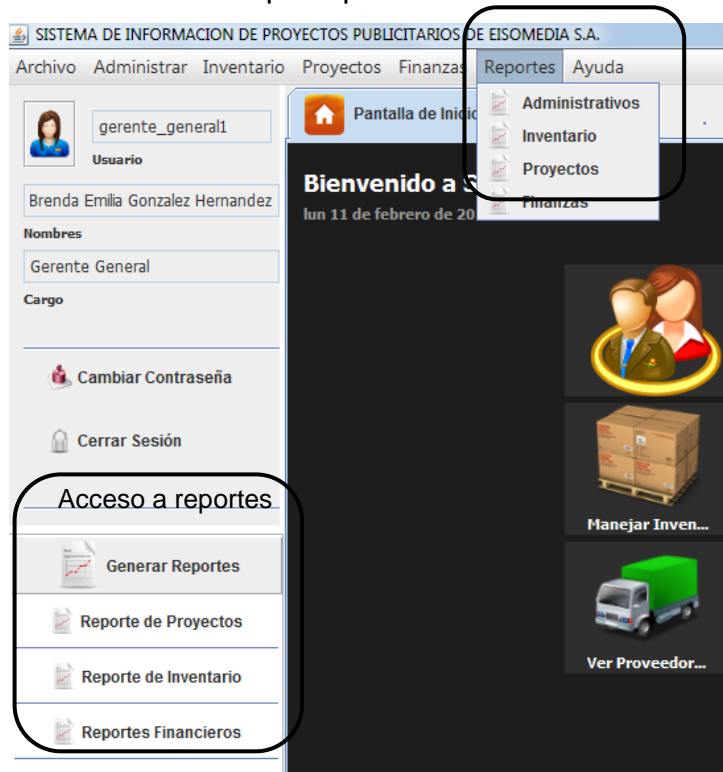 SISTEMA DE INFORMACION DE PROYECTOS PUBLICITARIOS DE EISOMEDIA S.A.
Archivo Administrar Inventario Proyectos Finanzas Reportes Ayuda
gerente_general1
Usuario
Brenda Emilia Gonzalez Hernandez
Nombres
Gerente General
Cargo
Cambiar Contraseña
Cerrar Sesión
Acceso a reportes
Generar Reportes
Reporte de Proyectos
Reporte de Inventario
Reportes Financieros
Pantalla de Inicio
Administrativos
Inventario
Proyectos
Finanzas
Bienvenido a S
lun 11 de febrero de 20
Manejar Inven...
Ver Proveedor...